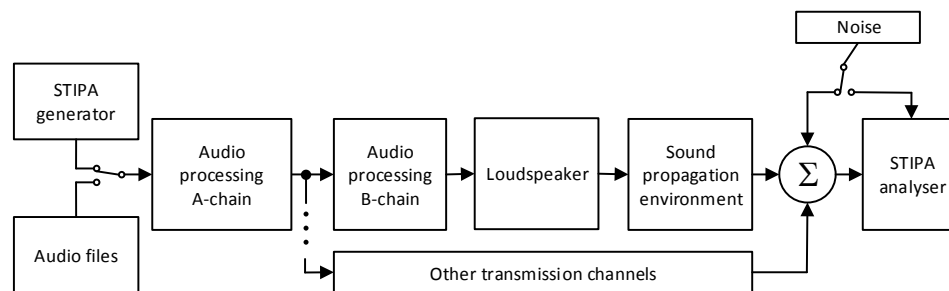 Noise
STIPA
generator
Audio
processing
A-chain
Audio
processing
B-chain
Loudspeaker
Sound
propagation
environment
Σ
STIPA
analyser
Audio files
Other transmission channels